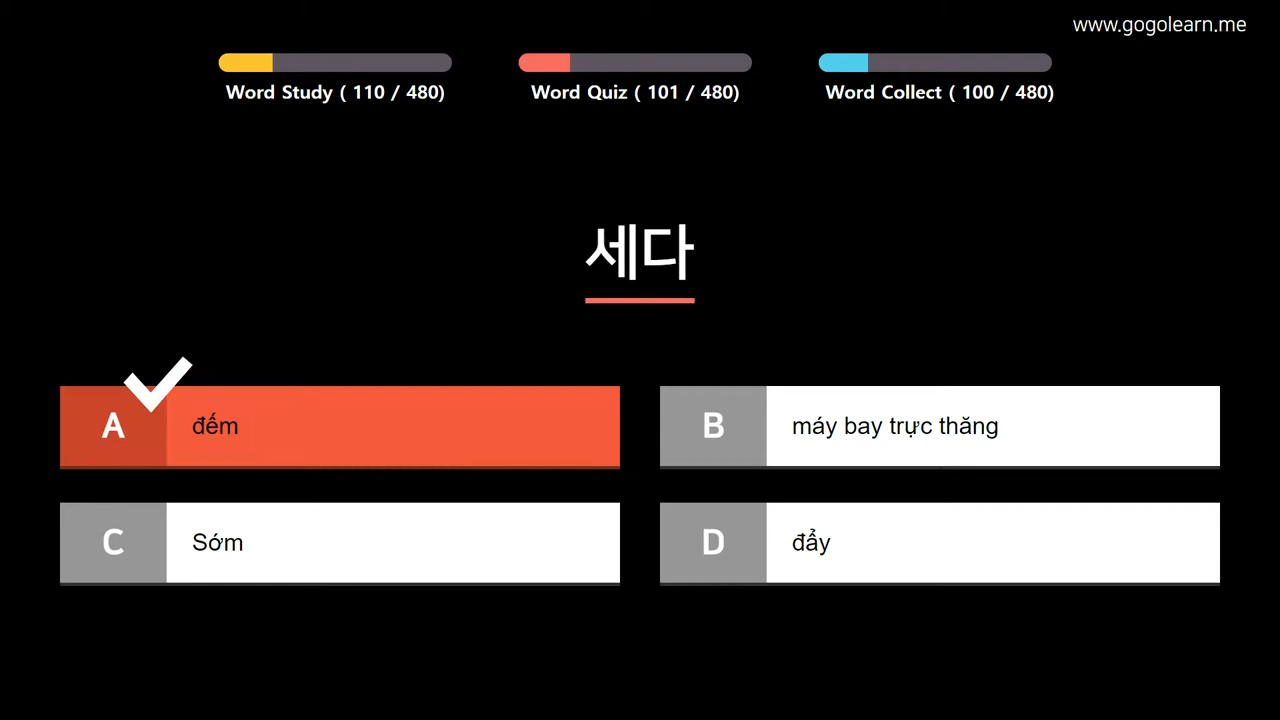 www.gogolearn.me
Word Study ( 110 / 480)
Word Quiz ( 101 / 480)
Word Collect ( 100 / 480)
세다
A đếm
B máy bay trực thăng
C Sớm
D đẩy